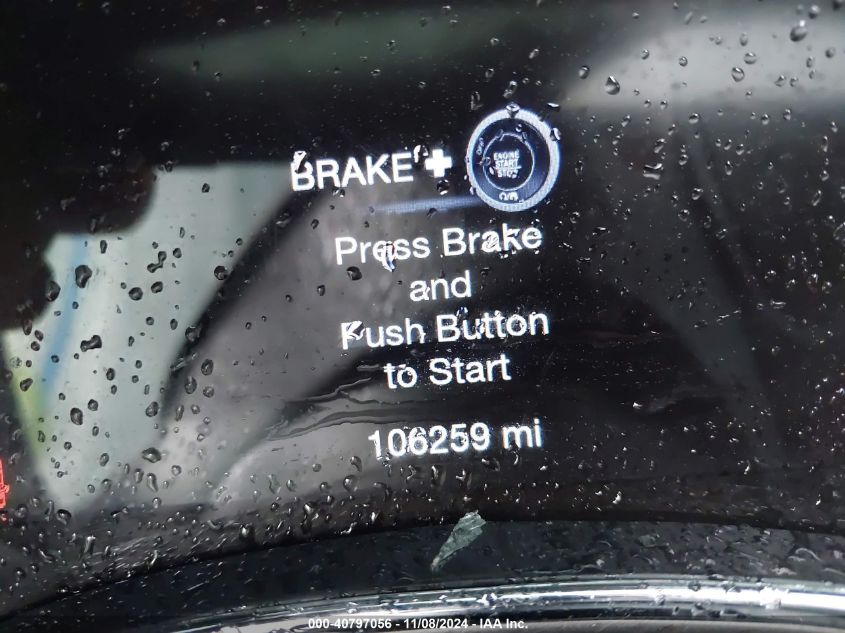 BRAKE +
OFF
ENGINE
START
STOP
Press Brake
and
Push Button
to Start
106259 mi
000-40797056 - 11/08/2024 - IAA Inc.